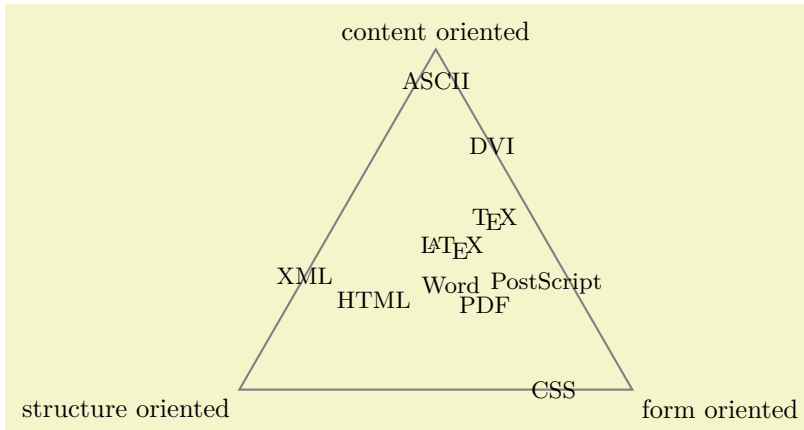 content oriented
ASCII
DVI
TEX
LATEX
XML
Word
PostScript
HTML
PDF
CSS
structure oriented
form oriented